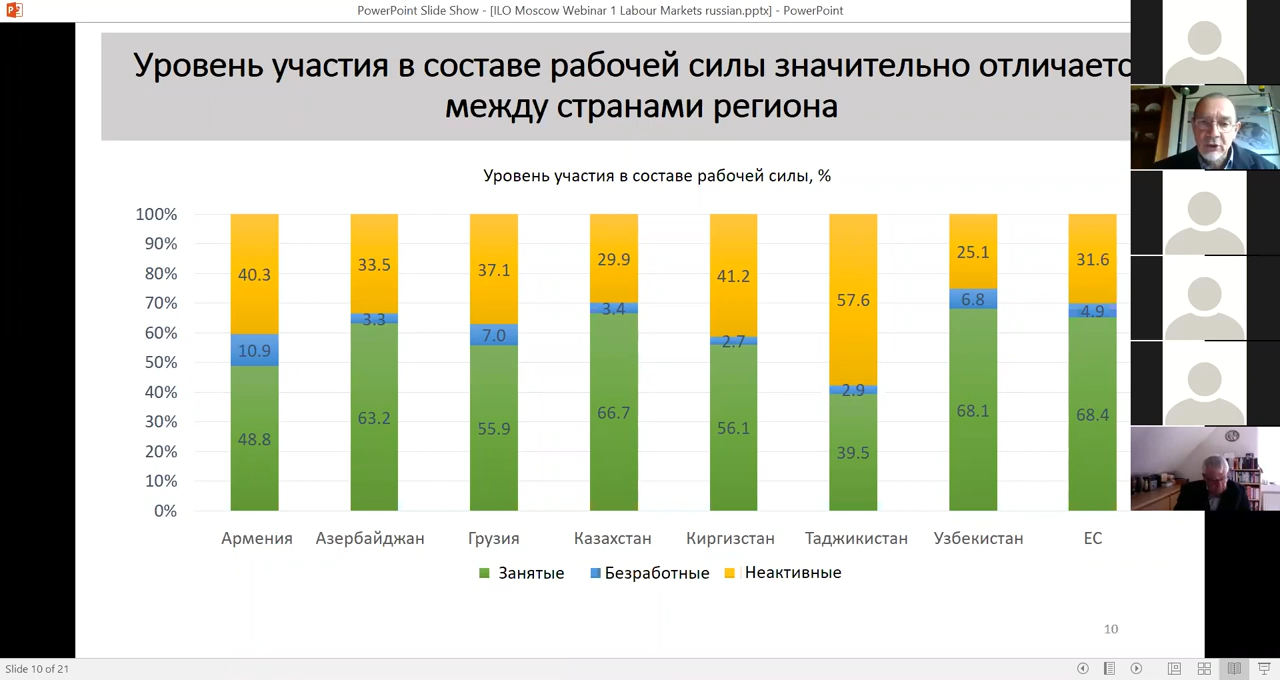 PowerPoint Slide Show - [ILO Moscow Webinar 1 Labour Markets russian.pptx] - PowerPoint
Уровень участия в составе рабочей силы значительно отличаетс
между странами региона
Уровень участия в составе рабочей силы, %
100%
90%
80%
70%
60%
50%
40%
30%
20%
10%
0%
40.3 33.5 37.1 29.9 41.2 57.6 25.1 31.6
10.9 3.3 7.0 3.4 2.7 2.9 6.8 4.9
48.8 63.2 55.9 66.7 56.1 39.5 68.1 68.4
Армения Азербайджан Грузия Казахстан Киргизстан Таджикистан Узбекистан ЕС
Занятые Безработные Неактивные
10
Slide 10 of 21